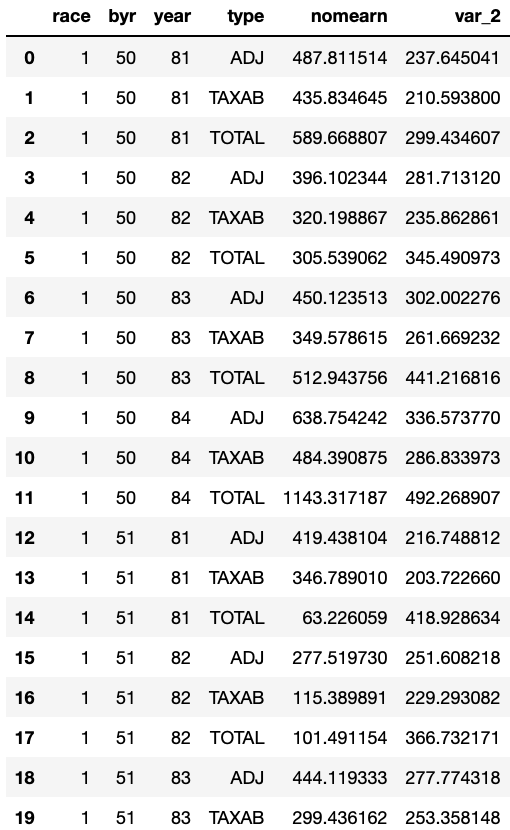 race byr year type nomearn var_2
0 1 50 81 ADJ 487.811514 237.645041
1 1 50 81 TAXAB 435.834645 210.593800
2 1 50 81 TOTAL 589.668807 299.434607
3 1 50 82 ADJ 396.102344 281.713120
4 1 50 82 TAXAB 320.198867 235.862861
5 1 50 82 TOTAL 305.539062 345.490973
6 1 50 83 ADJ 450.123513 302.002276
7 1 50 83 TAXAB 349.578615 261.669232
8 1 50 83 TOTAL 512.943756 441.216816
9 1 50 84 ADJ 638.754242 336.573770
10 1 50 84 TAXAB 484.390875 286.833973
11 1 50 84 TOTAL 1143.317187 492.268907
12 1 51 81 ADJ 419.438104 216.748812
13 1 51 81 TAXAB 346.789010 203.722660
14 1 51 81 TOTAL 63.226059 418.928634
15 1 51 82 ADJ 277.519730 251.608218
16 1 51 82 TAXAB 115.389891 229.293082
17 1 51 82 TOTAL 101.491154 366.732171
18 1 51 83 ADJ 444.119333 277.774318
19 1 51 83 TAXAB 299.436162 253.358148